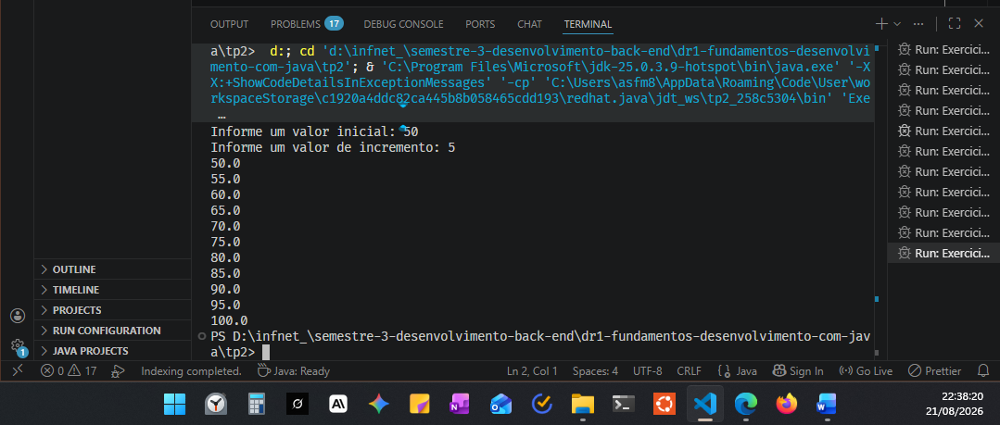 OUTPUT PROBLEMS 17 DEBUG CONSOLE PORTS CHAT TERMINAL
a\tp2>  d:; cd 'd:\infnet_\semestre-3-desenvolvimento-back-end\dr1-fundamentos-desenvolvi
mento-com-java\tp2'; & 'C:\Program Files\Microsoft\jdk-25.0.3.9-hotspot\bin\java.exe' '-X
X:+ShowCodeDetailsInExceptionMessages' '-cp' 'C:\Users\asfm8\AppData\Roaming\Code\User\wo
rkspaceStorage\c1920a4ddc82ca445b8b058465cdd193\redhat.java\jdt_ws\tp2_258c5304\bin' 'Exe
…
Informe um valor inicial: 50
Informe um valor de incremento: 5
50.0
55.0
60.0
65.0
70.0
75.0
80.0
85.0
90.0
95.0
100.0
PS D:\infnet_\semestre-3-desenvolvimento-back-end\dr1-fundamentos-desenvolvimento-com-jav
a\tp2>
Run: Exercici...
Run: Exercici...
Run: Exercici...
Run: Exercici...
Run: Exercici...
Run: Exercici...
Run: Exercici...
Run: Exercici...
Run: Exercici...
Run: Exercici...
Run: Exercici...
OUTLINE
TIMELINE
PROJECTS
RUN CONFIGURATION
JAVA PROJECTS
1
0 17 Indexing completed. Java: Ready Ln 2, Col 1 Spaces: 4 UTF-8 CRLF {} Java Sign In Go Live Prettier
22:38:20
21/08/2026